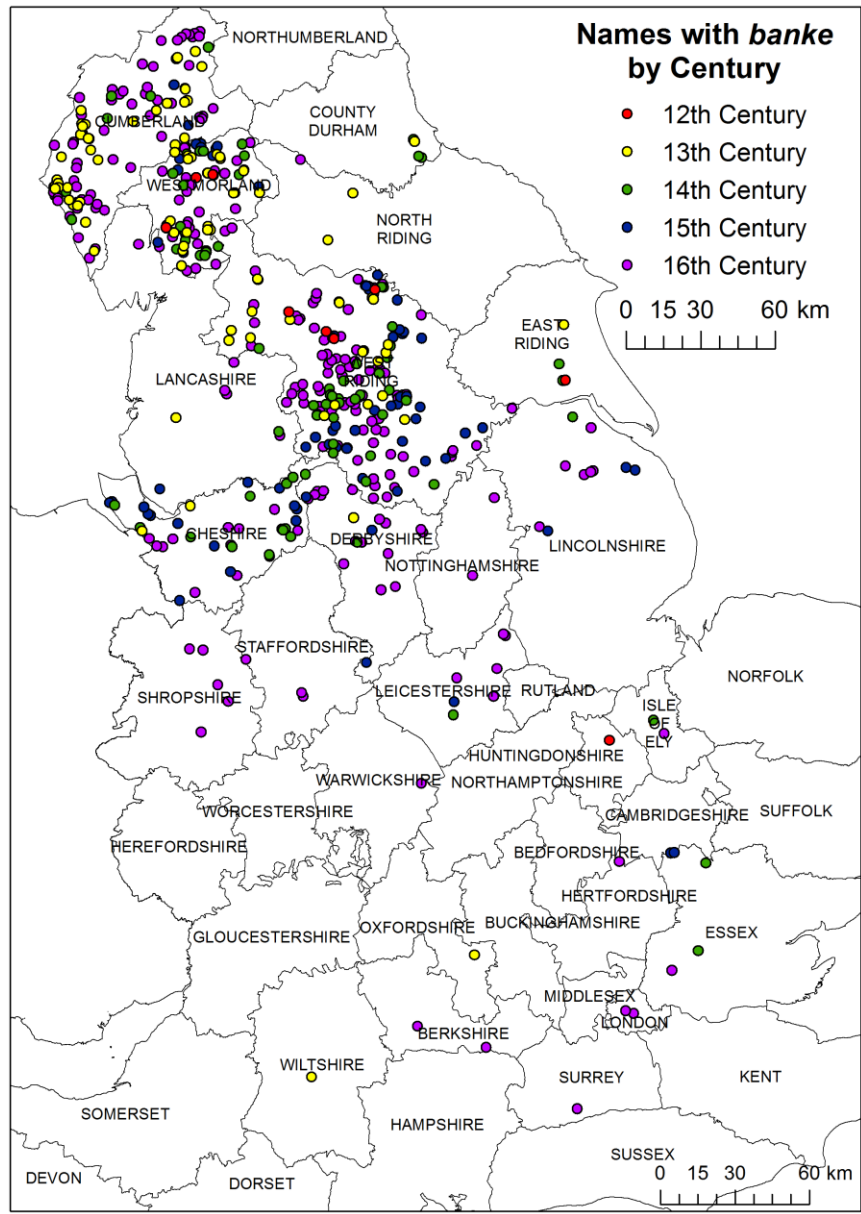 Names with banke
by Century
12th Century
13th Century
14th Century
15th Century
16th Century
0 15 30 60 km
NORTHUMBERLAND
COUNTY
DURHAM
CUMBERLAND
WESTMORLAND
NORTH
RIDING
EAST
RIDING
LANCASHIRE
WEST
RIDING
CHESHIRE
DERBYSHIRE
LINCOLNSHIRE
NOTTINGHAMSHIRE
STAFFORDSHIRE
NORFOLK
SHROPSHIRE
LEICESTERSHIRE
RUTLAND
ISLE
OF
ELY
HUNTINGDONSHIRE
WARWICKSHIRE
NORTHAMPTONSHIRE
WORCESTERSHIRE
CAMBRIDGESHIRE
SUFFOLK
HEREFORDSHIRE
BEDFORDSHIRE
HERTFORDSHIRE
OXFORDSHIRE
BUCKINGHAMSHIRE
ESSEX
GLOUCESTERSHIRE
MIDDLESEX
LONDON
BERKSHIRE
WILTSHIRE
SURREY
KENT
SOMERSET
HAMPSHIRE
SUSSEX
DEVON
DORSET
0 15 30 60 km